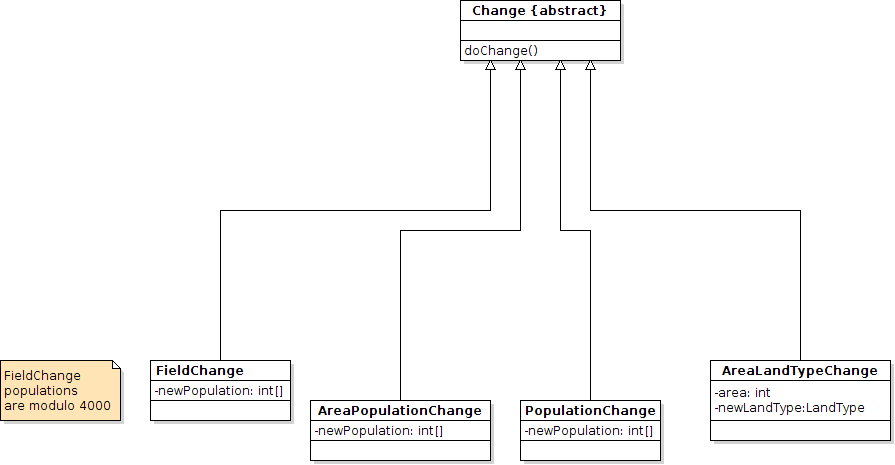 Change {abstract}
doChange()
FieldChange
populations
are modulo 4000
FieldChange
-newPopulation: int[]
AreaPopulationChange
-newPopulation: int[]
PopulationChange
-newPopulation: int[]
AreaLandTypeChange
-area: int
-newLandType:LandType